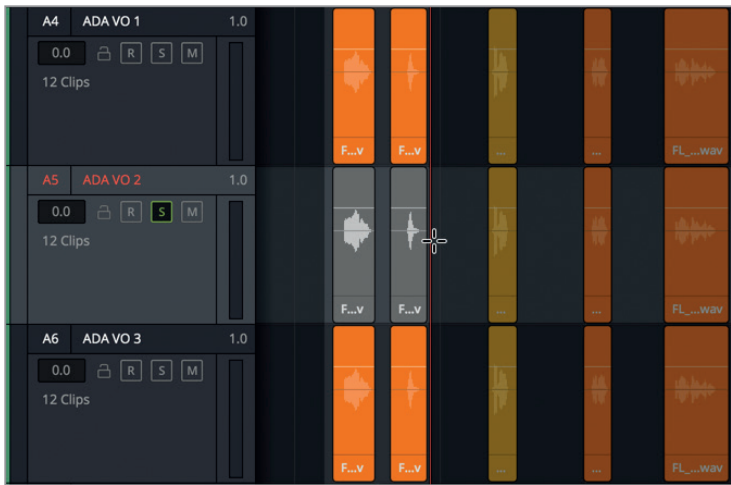 A4 ADA VO 1 1.0
0.0 R S M
12 Clips
F...v F...v ... ... FL_...wav
A5 ADA VO 2 1.0
0.0 R S M
12 Clips
F...v F...v ... ... FL_...wav
A6 ADA VO 3 1.0
0.0 R S M
12 Clips
F...v F...v ... ... FL_...wav